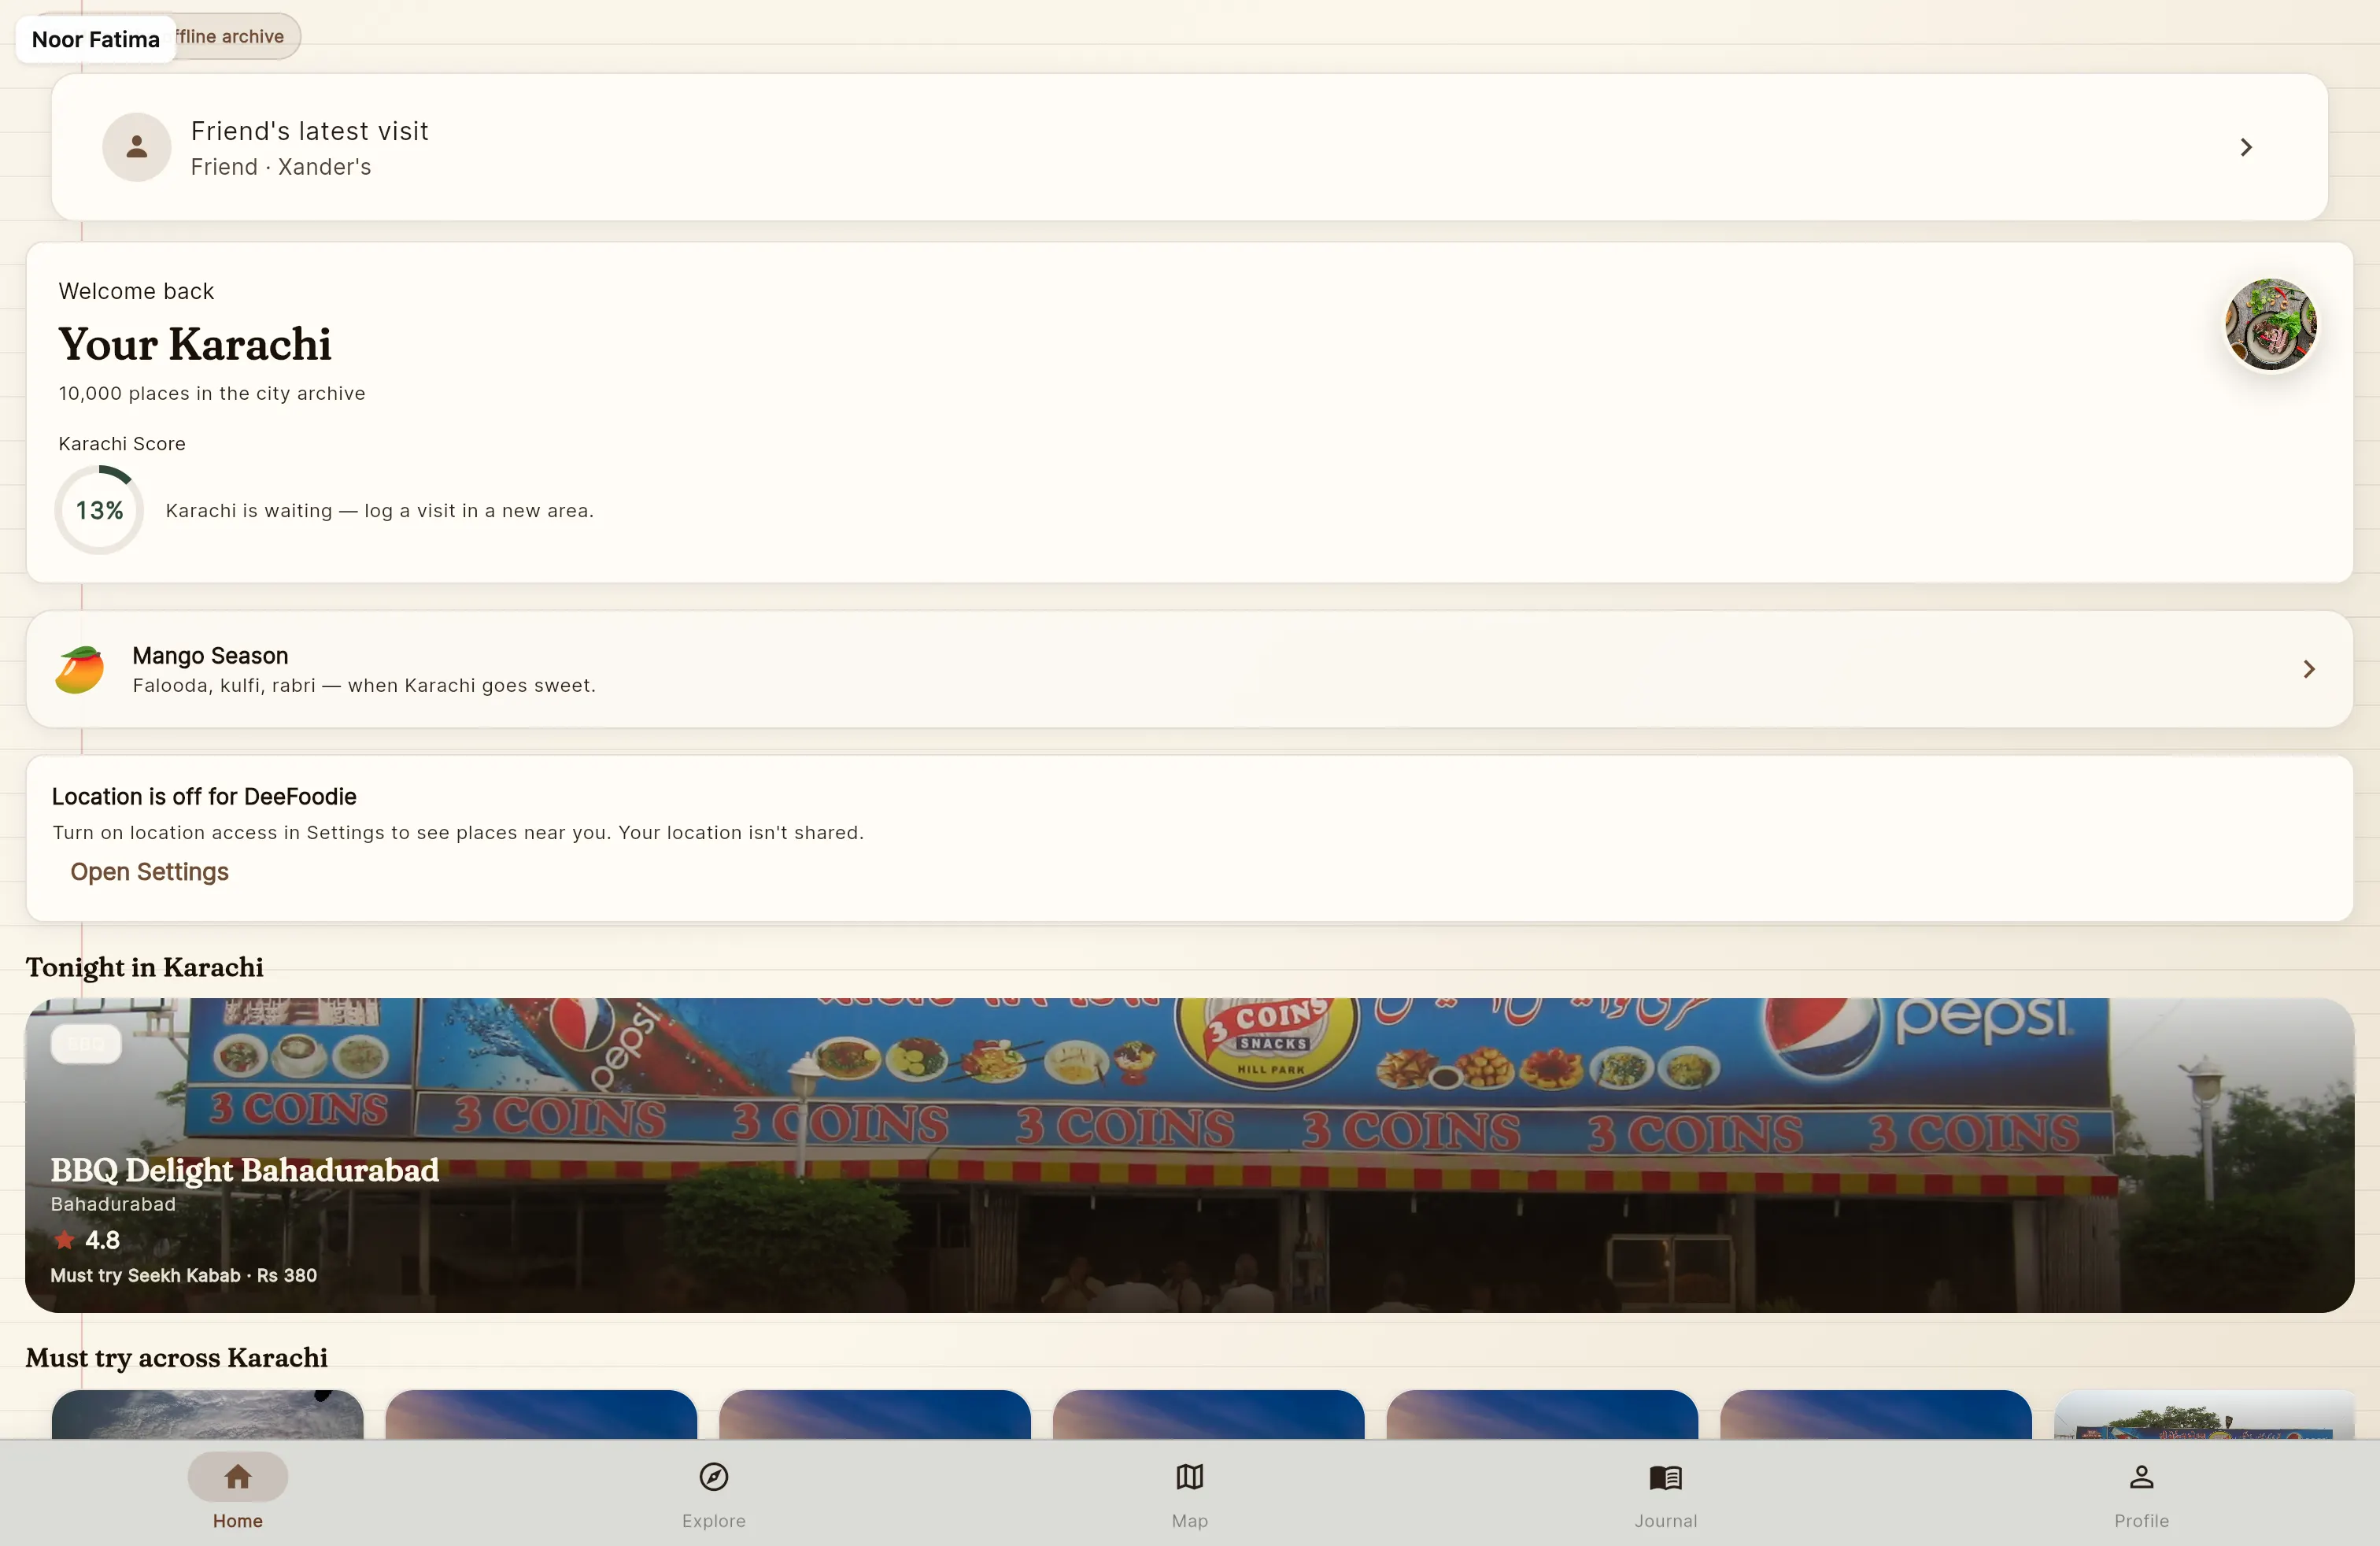 Noor Fatima
ffline archive
Friend's latest visit
Friend · Xander's
Welcome back
Your Karachi
10,000 places in the city archive
Karachi Score
13%
Karachi is waiting — log a visit in a new area.
Mango Season
Falooda, kulfi, rabri — when Karachi goes sweet.
Location is off for DeeFoodie
Turn on location access in Settings to see places near you. Your location isn't shared.
Open Settings
Tonight in Karachi
BBQ
pepsi
3 COINS
SNACKS
HILL PARK
pepsi
3 COINS 3 COINS 3 COINS 3 COINS 3 COINS 3 COINS 3 COINS
BBQ Delight Bahadurabad
Bahadurabad
4.8
Must try Seekh Kabab · Rs 380
Must try across Karachi
Home Explore Map Journal Profile